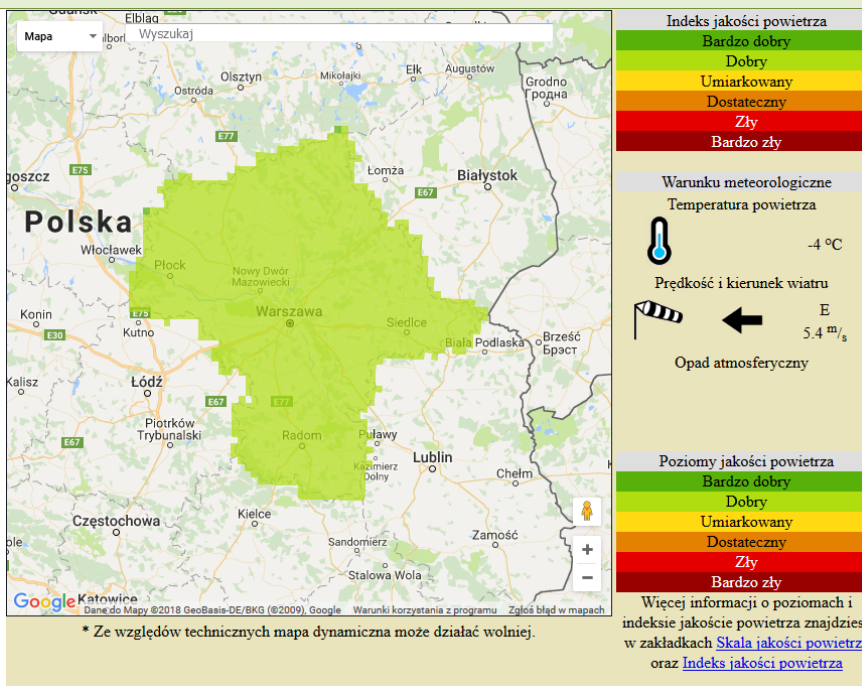 Gdańsk
Elbląg
Mapa
Malbork
Wyszukaj
Olsztyn
Ostróda
Mikołajki
Ełk
Augustów
Grodno
Гродна
E77
E75
Łomża
E67
Białystok
goszcz
Polska
Włocławek
Płock
Nowy Dwór
Mazowiecki
Konin
E75
Warszawa
Siedlce
E30
Kutno
Biała Podlaska
Brześć
Брэст
Kalisz
Łódź
E67
E77
Piotrków
Trybunalski
E67
Radom
Puławy
Kazimierz
Dolny
Lublin
Chełm
Częstochowa
Kielce
Sandomierz
Zamość
Stalowa Wola
ole
Google
Katowice
Dane do Mapy ©2018 GeoBasis-DE/BKG (©2009), Google
Warunki korzystania z programu
Zgłoś błąd w mapach
* Ze względów technicznych mapa dynamiczna może działać wolniej.
Indeks jakości powietrza
Bardzo dobry
Dobry
Umiarkowany
Dostateczny
Zły
Bardzo zły
Warunku meteorologiczne
Temperatura powietrza
-4 °C
Prędkość i kierunek wiatru
E
5.4 m/s
Opad atmosferyczny
Poziomy jakości powietrza
Bardzo dobry
Dobry
Umiarkowany
Dostateczny
Zły
Bardzo zły
Więcej informacji o poziomach i
indeksie jakoście powietrza znajdzies
w zakładkach Skala jakości powietrz
oraz Indeks jakości powietrza